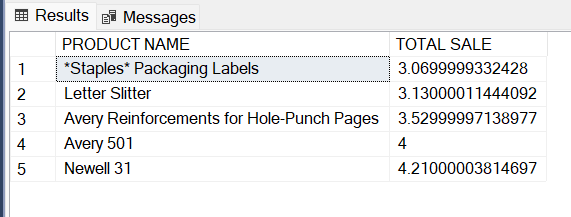 Results Messages
PRODUCT NAME TOTAL SALE
1 *Staples* Packaging Labels 3.0699999332428
2 Letter Slitter 3.13000011444092
3 Avery Reinforcements for Hole-Punch Pages 3.52999997138977
4 Avery 501 4
5 Newell 31 4.21000003814697